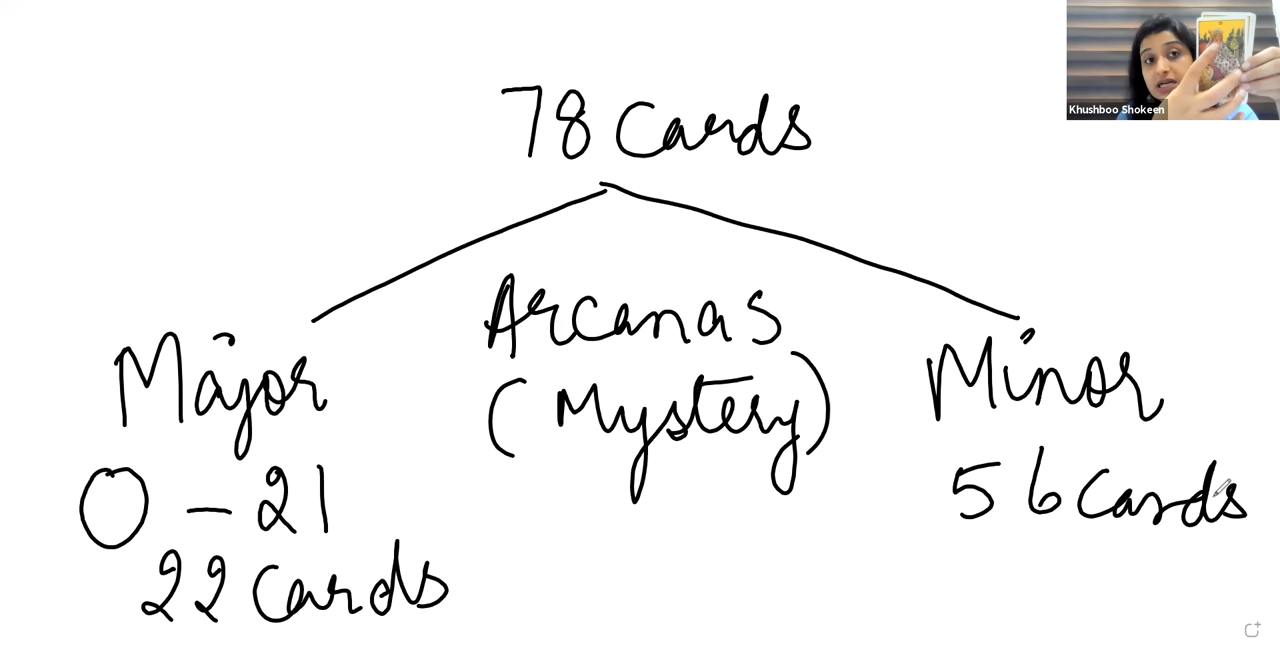 Khushboo Shokeen
78 Cards
Arcanas
(Mystery)
Major
0 - 21
22 Cards
Minor
56 Cards